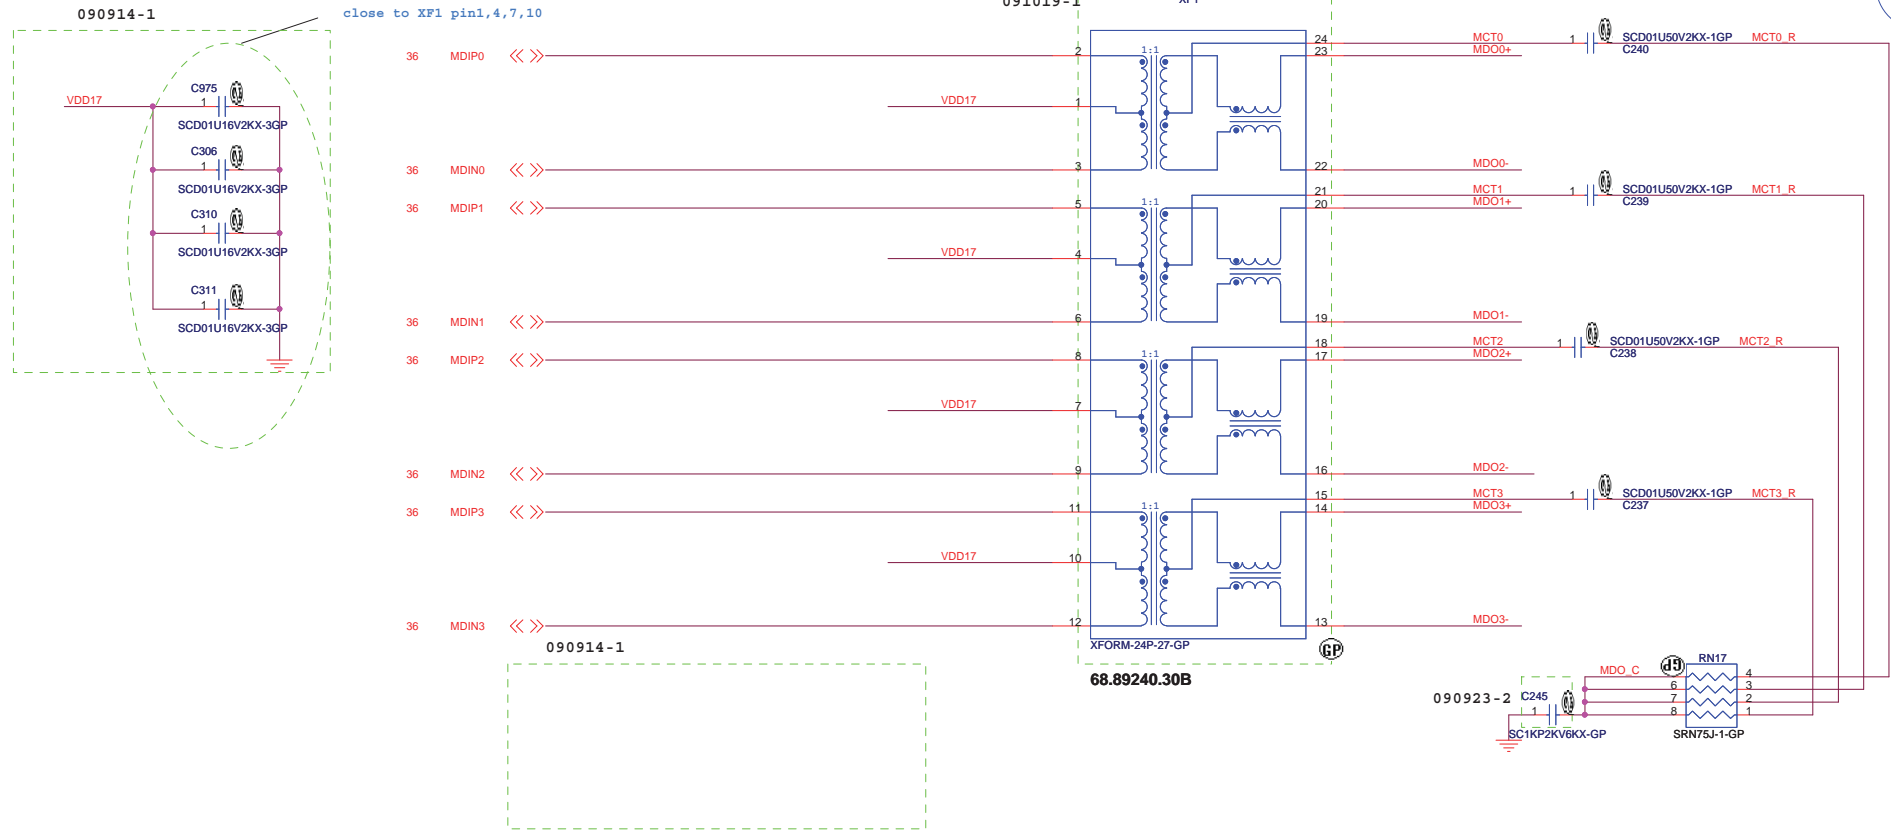 090914-1
close to XF1 pin1,4,7,10
VDD17
C975
1
SCD01U16V2KX-3GP
C306
1
SCD01U16V2KX-3GP
C310
1
SCD01U16V2KX-3GP
C311
1
SCD01U16V2KX-3GP
36 MDIP0
36 MDIN0
36 MDIP1
36 MDIN1
36 MDIP2
36 MDIN2
36 MDIP3
36 MDIN3
090914-1
VDD17
VDD17
VDD17
VDD17
091019-1
XF1
2
1
3
5
4
6
8
7
9
11
10
12
1:1
1:1
1:1
1:1
24
23
22
21
20
19
18
17
16
15
14
13
XFORM-24P-27-GP
GP
68.89240.30B
MCT0
MDO0+
MDO0-
MCT1
MDO1+
MDO1-
MCT2
MDO2+
MDO2-
MCT3
MDO3+
MDO3-
1 SCD01U50V2KX-1GP MCT0_R
C240
1 SCD01U50V2KX-1GP MCT1_R
C239
1 SCD01U50V2KX-1GP MCT2_R
C238
1 SCD01U50V2KX-1GP MCT3_R
C237
090923-2
C245
1
SC1KP2KV6KX-GP
MDO_C
GP
RN17
4
6 3
7 2
8 1
SRN75J-1-GP